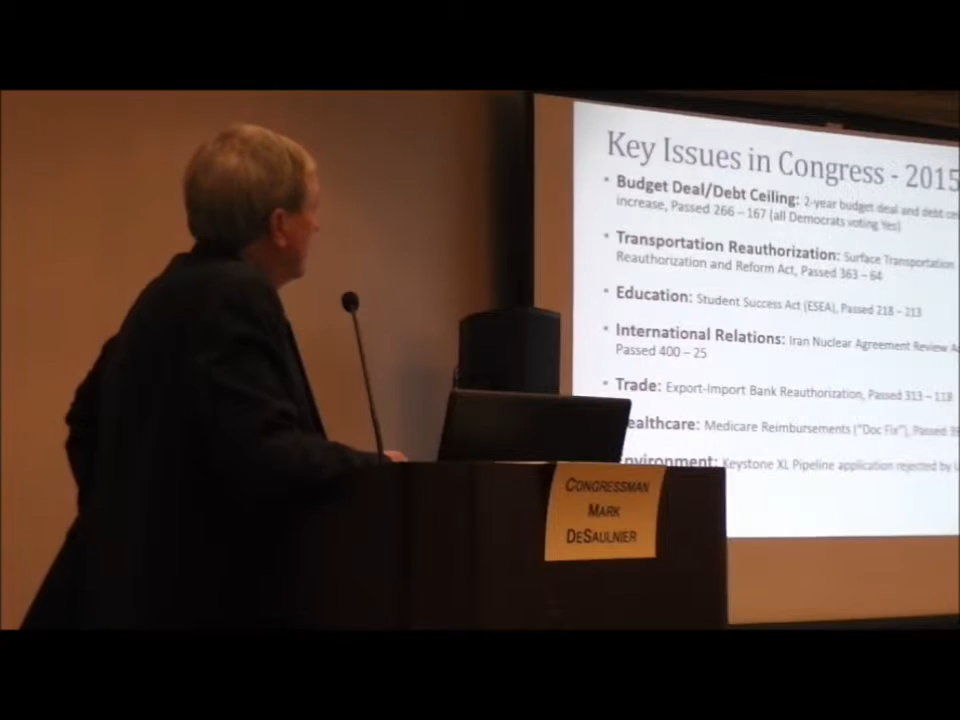 Key Issues in Congress - 2015
• Budget Deal/Debt Ceiling: 2-year budget deal and debt
increase, Passed 266 – 167 (all Democrats voting Yes)
• Transportation Reauthorization: Surface Transportation
Reauthorization and Reform Act, Passed 363 – 64
• Education: Student Success Act (ESEA), Passed 218 – 213
• International Relations: Iran Nuclear Agreement Review
Passed 400 – 25
• Trade: Export-Import Bank Reauthorization, Passed 313 – 118
ealthcare: Medicare Reimbursements ("Doc Fix"), Passed
nvironment: Keystone XL Pipeline application rejected by
CONGRESSMAN
MARK
DESAULNIER